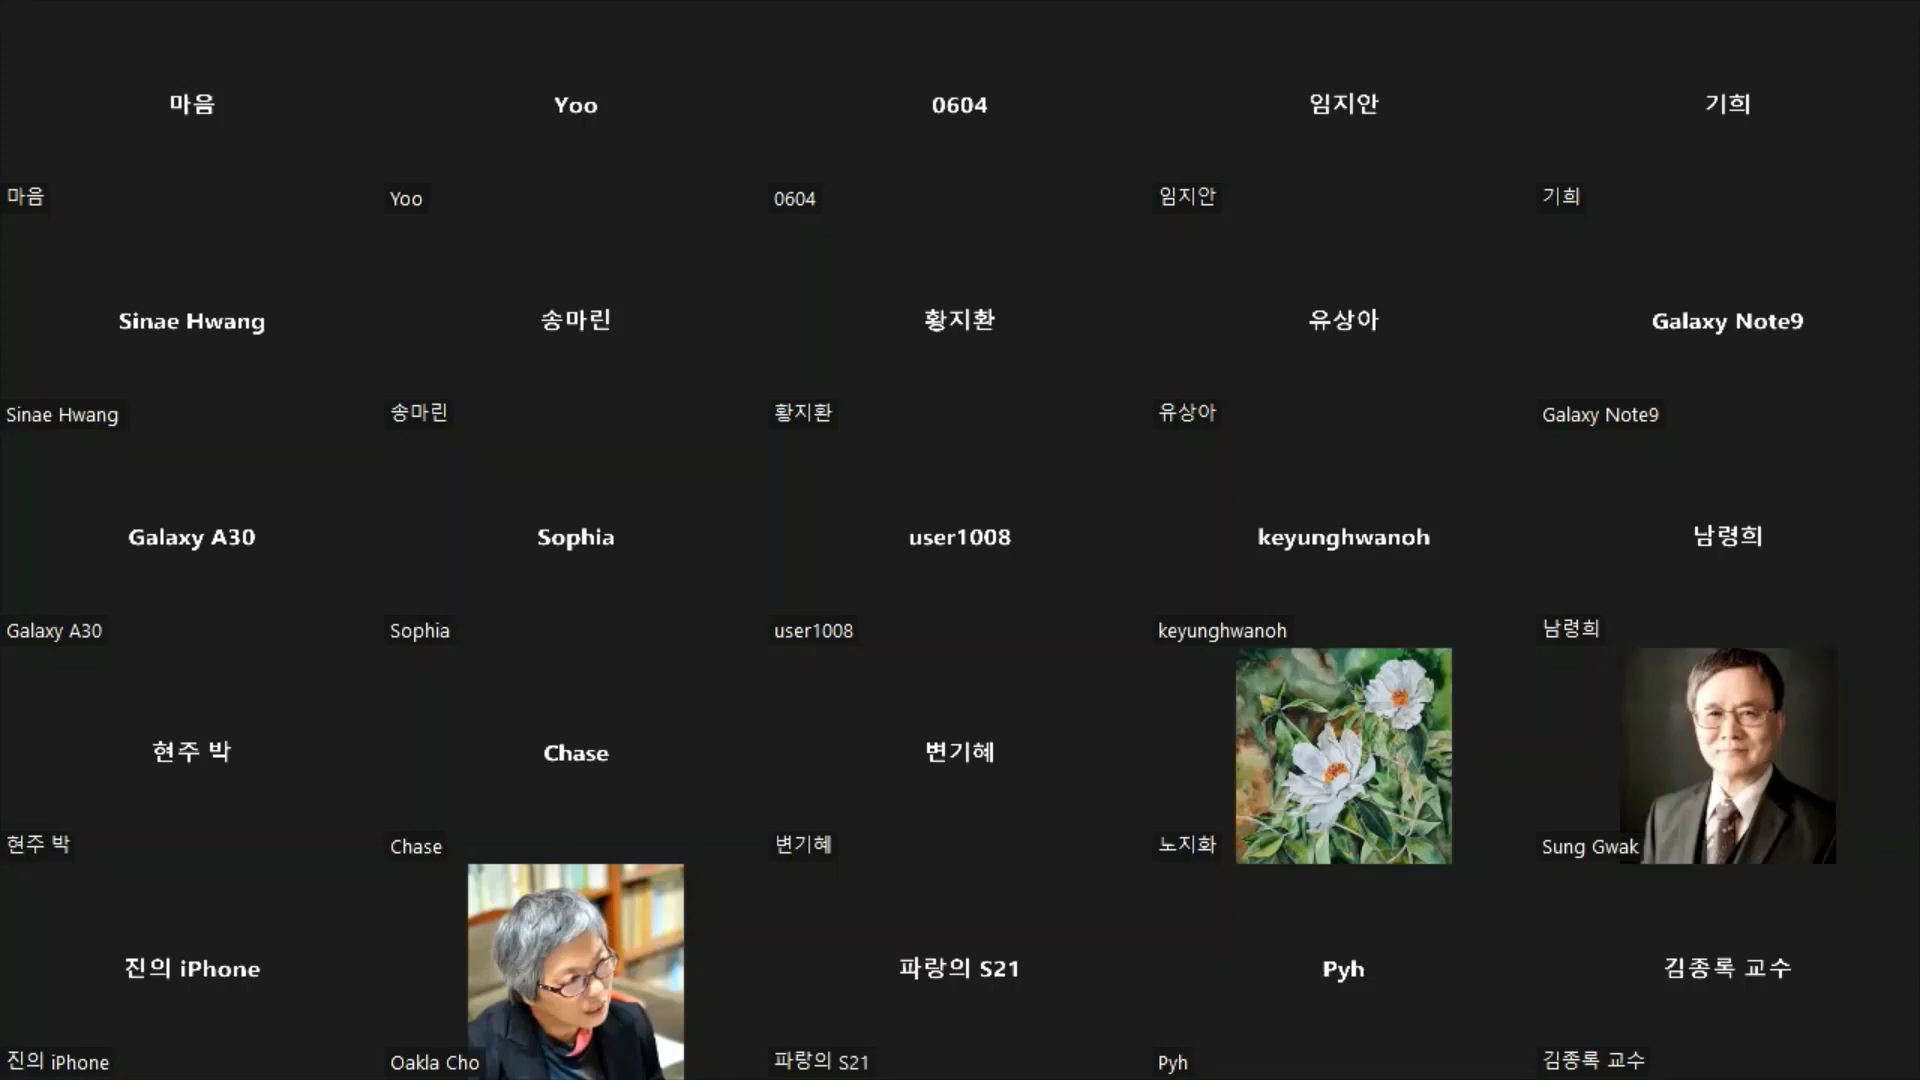 마음
Yoo
0604
임지안
기희
마음
Yoo
0604
임지안
기희
Sinae Hwang
송마린
황지환
유상아
Galaxy Note9
Sinae Hwang
송마린
황지환
유상아
Galaxy Note9
Galaxy A30
Sophia
user1008
keyunghwanoh
남령희
Galaxy A30
Sophia
user1008
keyunghwanoh
남령희
현주 박
Chase
변기혜
현주 박
Chase
변기혜
노지화
Sung Gwak
진의 iPhone
파랑의 S21
Pyh
김종록 교수
진의 iPhone
Oakla Cho
파랑의 S21
Pyh
김종록 교수